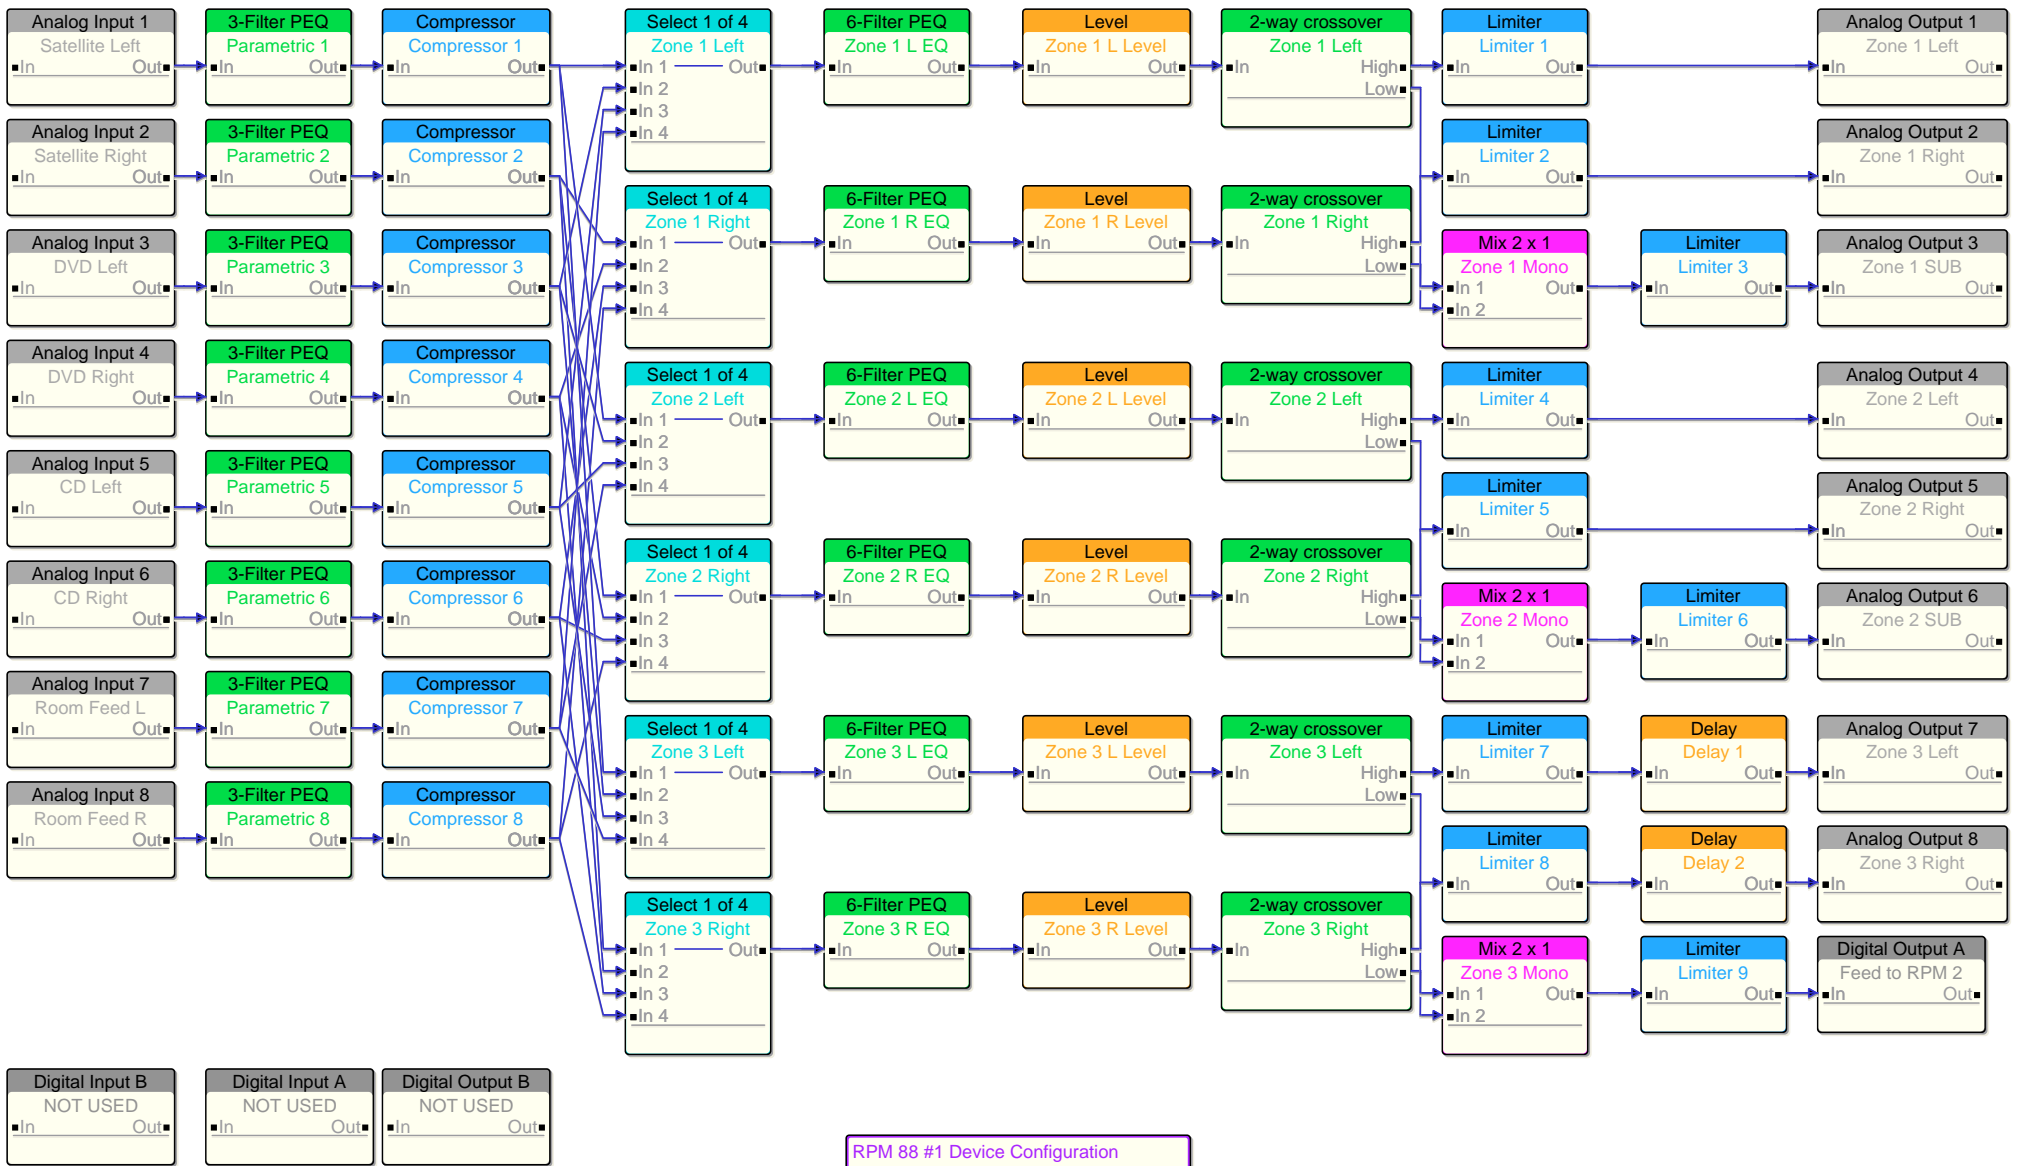 Analog Input 1
Satellite Left
In Out
3-Filter PEQ
Parametric 1
In Out
Compressor
Compressor 1
In Out
Analog Input 2
Satellite Right
In Out
3-Filter PEQ
Parametric 2
In Out
Compressor
Compressor 2
In Out
Analog Input 3
DVD Left
In Out
3-Filter PEQ
Parametric 3
In Out
Compressor
Compressor 3
In Out
Analog Input 4
DVD Right
In Out
3-Filter PEQ
Parametric 4
In Out
Compressor
Compressor 4
In Out
Analog Input 5
CD Left
In Out
3-Filter PEQ
Parametric 5
In Out
Compressor
Compressor 5
In Out
Analog Input 6
CD Right
In Out
3-Filter PEQ
Parametric 6
In Out
Compressor
Compressor 6
In Out
Analog Input 7
Room Feed L
In Out
3-Filter PEQ
Parametric 7
In Out
Compressor
Compressor 7
In Out
Analog Input 8
Room Feed R
In Out
3-Filter PEQ
Parametric 8
In Out
Compressor
Compressor 8
In Out
Select 1 of 4
Zone 1 Left
In 1 Out
In 2
In 3
In 4
6-Filter PEQ
Zone 1 L EQ
In Out
Level
Zone 1 L Level
In Out
2-way crossover
Zone 1 Left
In High
Low
Limiter
Limiter 1
In Out
Analog Output 1
Zone 1 Left
In Out
Limiter
Limiter 2
In Out
Analog Output 2
Zone 1 Right
In Out
Select 1 of 4
Zone 1 Right
In 1 Out
In 2
In 3
In 4
6-Filter PEQ
Zone 1 R EQ
In Out
Level
Zone 1 R Level
In Out
2-way crossover
Zone 1 Right
In High
Low
Mix 2 x 1
Zone 1 Mono
In 1 Out
In 2
Limiter
Limiter 3
In Out
Analog Output 3
Zone 1 SUB
In Out
Select 1 of 4
Zone 2 Left
In 1 Out
In 2
In 3
In 4
6-Filter PEQ
Zone 2 L EQ
In Out
Level
Zone 2 L Level
In Out
2-way crossover
Zone 2 Left
In High
Low
Limiter
Limiter 4
In Out
Analog Output 4
Zone 2 Left
In Out
Limiter
Limiter 5
In Out
Analog Output 5
Zone 2 Right
In Out
Select 1 of 4
Zone 2 Right
In 1 Out
In 2
In 3
In 4
6-Filter PEQ
Zone 2 R EQ
In Out
Level
Zone 2 R Level
In Out
2-way crossover
Zone 2 Right
In High
Low
Mix 2 x 1
Zone 2 Mono
In 1 Out
In 2
Limiter
Limiter 6
In Out
Analog Output 6
Zone 2 SUB
In Out
Select 1 of 4
Zone 3 Left
In 1 Out
In 2
In 3
In 4
6-Filter PEQ
Zone 3 L EQ
In Out
Level
Zone 3 L Level
In Out
2-way crossover
Zone 3 Left
In High
Low
Limiter
Limiter 7
In Out
Delay
Delay 1
In Out
Analog Output 7
Zone 3 Left
In Out
Limiter
Limiter 8
In Out
Delay
Delay 2
In Out
Analog Output 8
Zone 3 Right
In Out
Select 1 of 4
Zone 3 Right
In 1 Out
In 2
In 3
In 4
6-Filter PEQ
Zone 3 R EQ
In Out
Level
Zone 3 R Level
In Out
2-way crossover
Zone 3 Right
In High
Low
Mix 2 x 1
Zone 3 Mono
In 1 Out
In 2
Limiter
Limiter 9
In Out
Digital Output A
Feed to RPM 2
In Out
Digital Input B
NOT USED
In Out
Digital Input A
NOT USED
In Out
Digital Output B
NOT USED
In Out
RPM 88 #1 Device Configuration